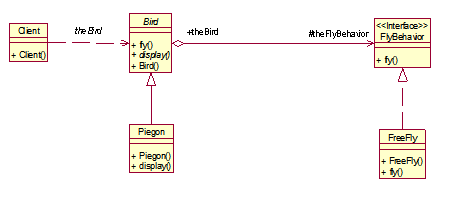 Client
+ Client()
theBird
Bird
+ fly()
+ display()
+ Bird()
+theBird
#theFlyBehavior
<<Interface>>
FlyBehavior
+ fly()
Piegon
+ Piegon()
+ display()
FreeFly
+ FreeFly()
+ fly()